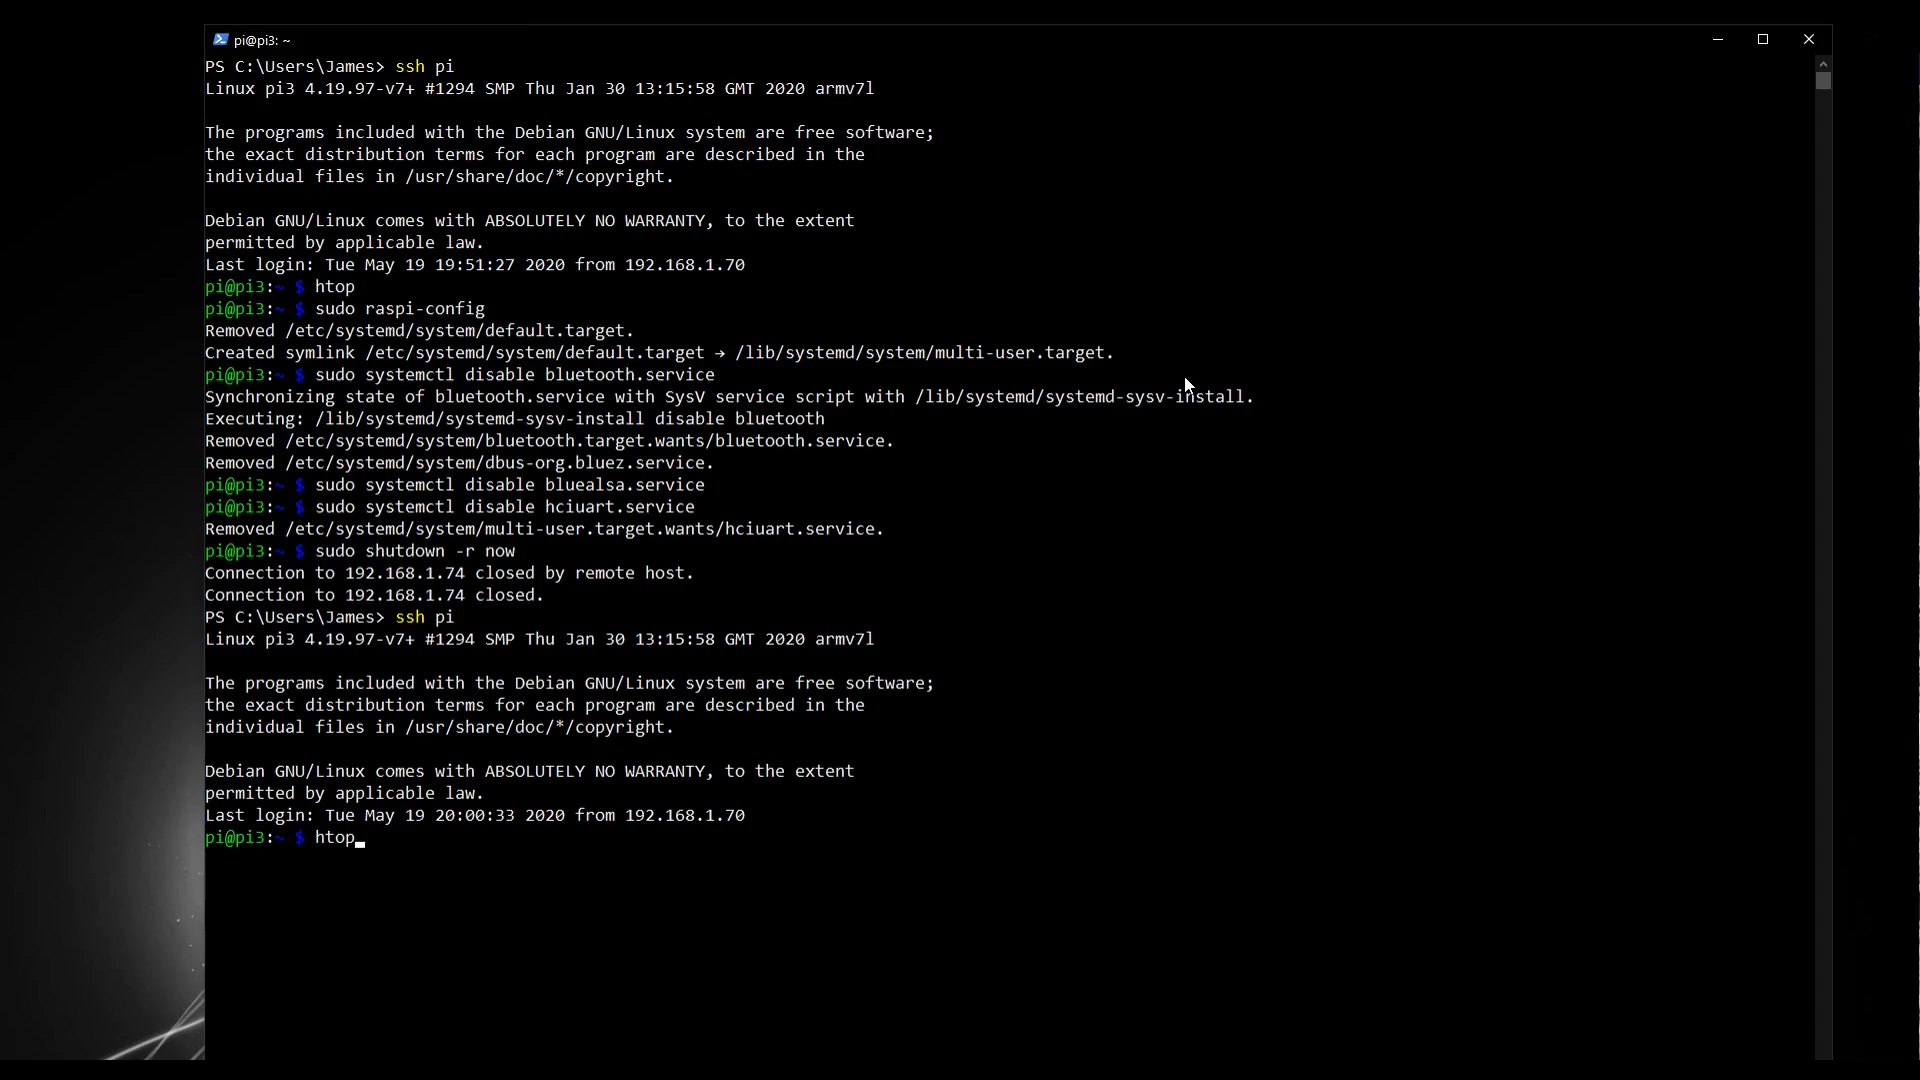 pi@pi3: ~
PS C:\Users\James> ssh pi
Linux pi3 4.19.97-v7+ #1294 SMP Thu Jan 30 13:15:58 GMT 2020 armv7l
The programs included with the Debian GNU/Linux system are free software;
the exact distribution terms for each program are described in the
individual files in /usr/share/doc/*/copyright.
Debian GNU/Linux comes with ABSOLUTELY NO WARRANTY, to the extent
permitted by applicable law.
Last login: Tue May 19 19:51:27 2020 from 192.168.1.70
pi@pi3:~ $ htop
pi@pi3:~ $ sudo raspi-config
Removed /etc/systemd/system/default.target.
Created symlink /etc/systemd/system/default.target → /lib/systemd/system/multi-user.target.
pi@pi3:~ $ sudo systemctl disable bluetooth.service
Synchronizing state of bluetooth.service with SysV service script with /lib/systemd/systemd-sysv-install.
Executing: /lib/systemd/systemd-sysv-install disable bluetooth
Removed /etc/systemd/system/bluetooth.target.wants/bluetooth.service.
Removed /etc/systemd/system/dbus-org.bluez.service.
pi@pi3:~ $ sudo systemctl disable bluealsa.service
pi@pi3:~ $ sudo systemctl disable hciuart.service
Removed /etc/systemd/system/multi-user.target.wants/hciuart.service.
pi@pi3:~ $ sudo shutdown -r now
Connection to 192.168.1.74 closed by remote host.
Connection to 192.168.1.74 closed.
PS C:\Users\James> ssh pi
Linux pi3 4.19.97-v7+ #1294 SMP Thu Jan 30 13:15:58 GMT 2020 armv7l
The programs included with the Debian GNU/Linux system are free software;
the exact distribution terms for each program are described in the
individual files in /usr/share/doc/*/copyright.
Debian GNU/Linux comes with ABSOLUTELY NO WARRANTY, to the extent
permitted by applicable law.
Last login: Tue May 19 20:00:33 2020 from 192.168.1.70
pi@pi3:~ $ htop